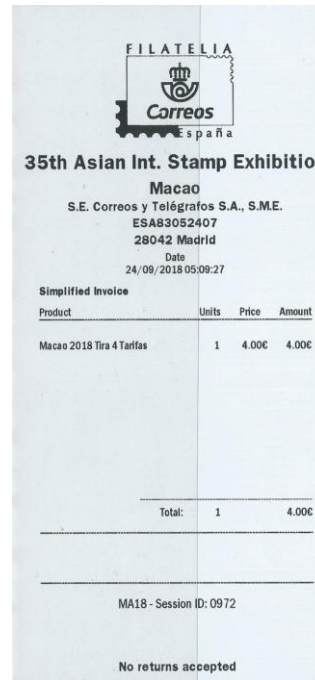 FILATELIA
Correos
España
35th Asian Int. Stamp Exhibitio
Macao
S.E. Correos y Telégrafos S.A., S.M.E.
ESA83052407
28042 Madrid
Date
24/09/2018 05:09:27
Simplified Invoice
Product Units Price Amount
Macao 2018 Tira 4 Tarifas 1 4.00€ 4.00€
Total: 1 4.00€
MA18 - Session ID: 0972
No returns accepted